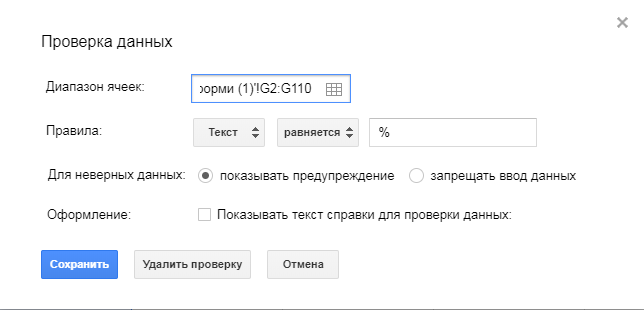 Проверка данных
Диапазон ячеек: орми (1)'!G2:G110
Правила: Текст равняется %
Для неверных данных: показывать предупреждение запрещать ввод данных
Оформление: Показывать текст справки для проверки данных:
Сохранить Удалить проверку Отмена